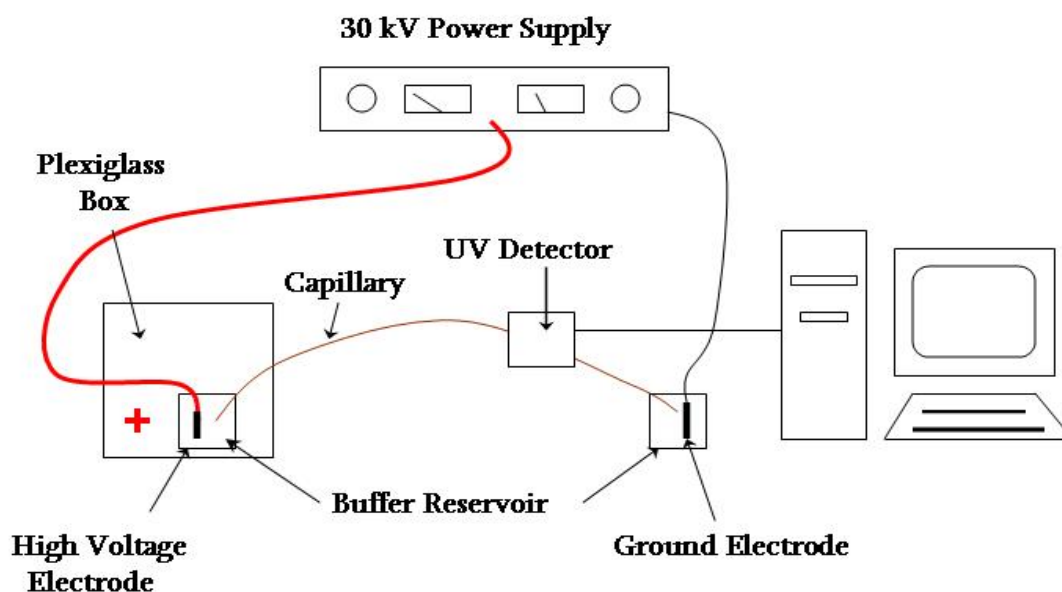 30 kV Power Supply
Plexiglass
Box
UV Detector
Capillary
+
Buffer Reservoir
High Voltage
Electrode
Ground Electrode